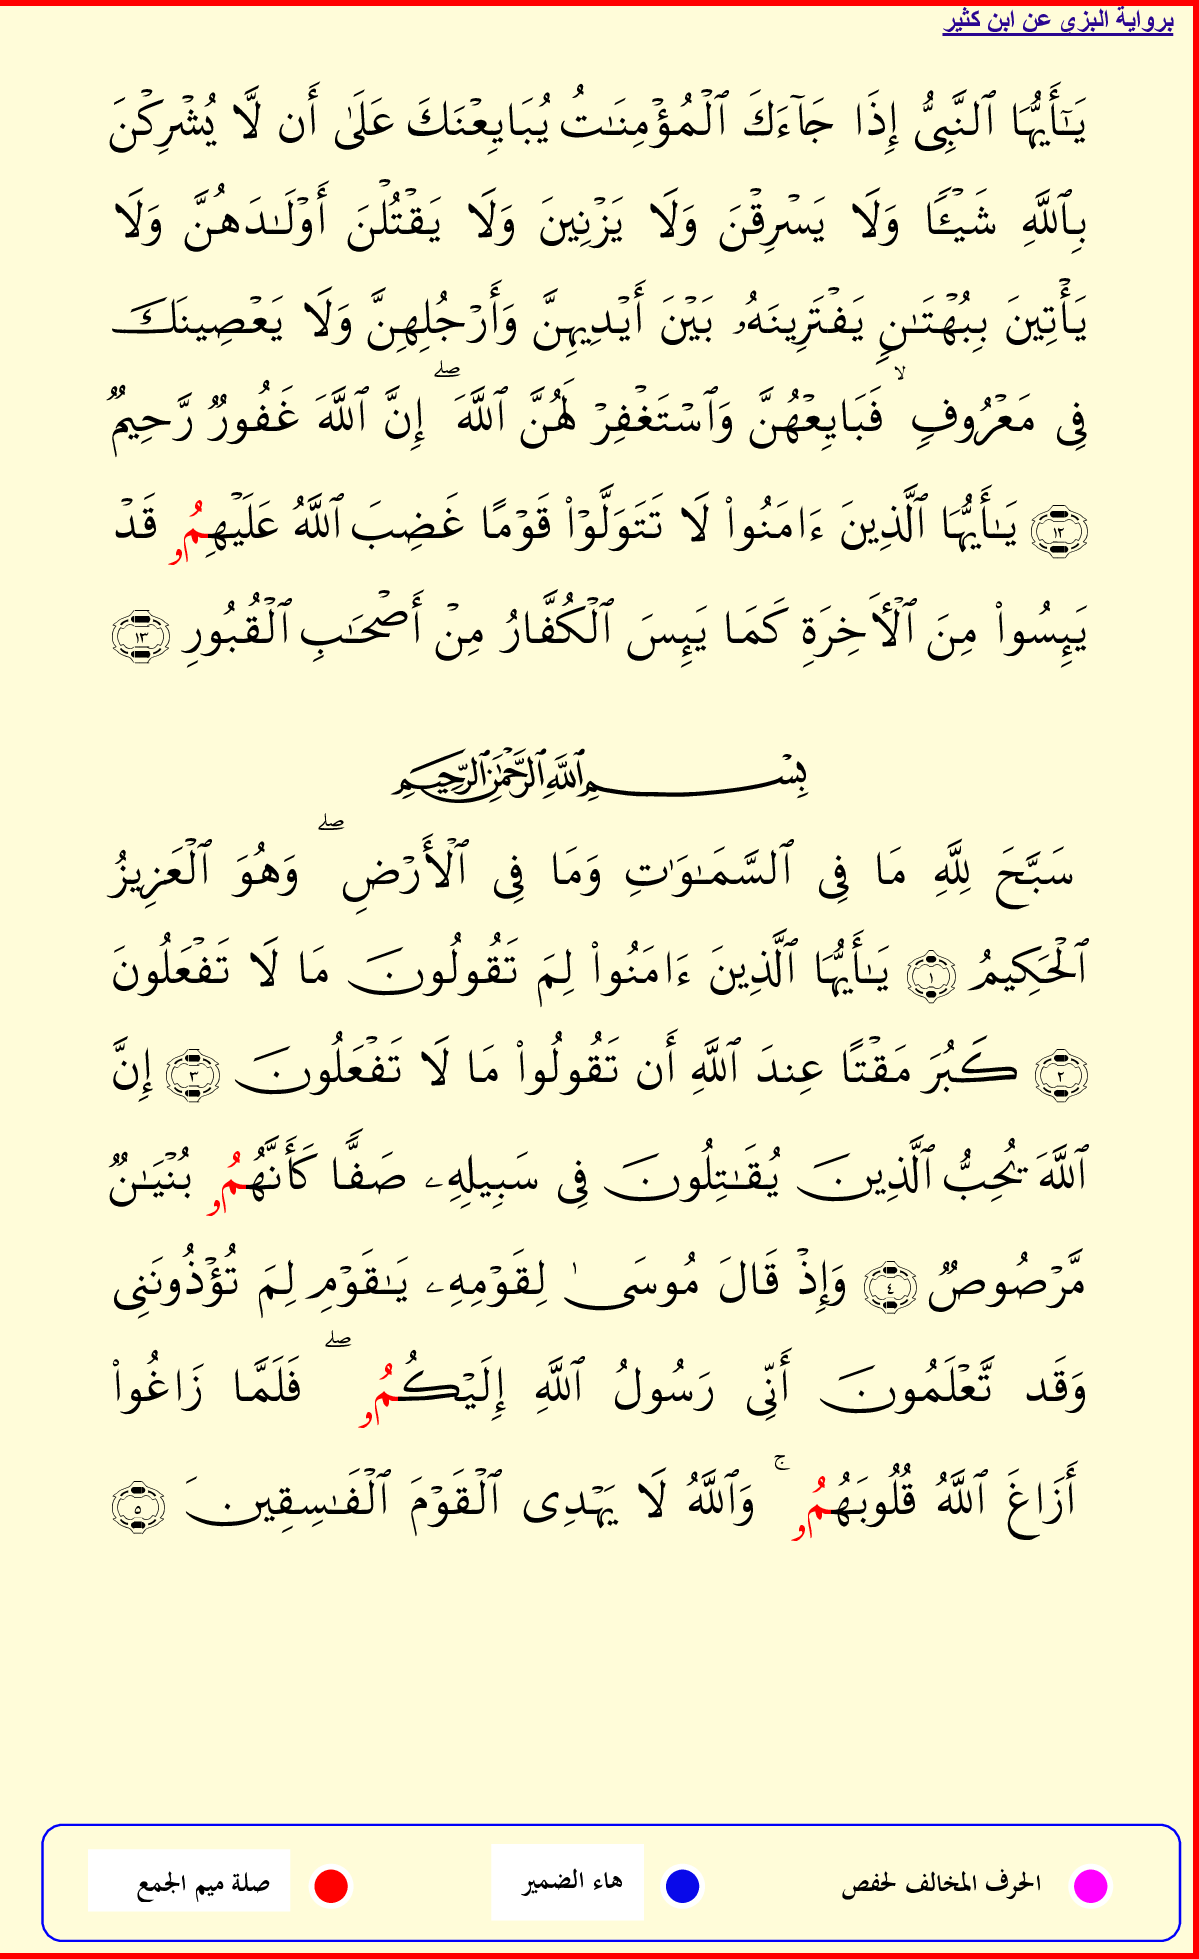 برواية البزي عن ابن كثير
يَـٰٓأَيُّهَا ٱلنَّبِىُّ إِذَا جَآءَكَ ٱلْمُؤْمِنَـٰتُ يُبَايِعْنَكَ عَلَىٰ أَن لَّا يُشْرِكْنَ
بِٱللَّهِ شَيْـًٔا وَلَا يَسْرِقْنَ وَلَا يَزْنِينَ وَلَا يَقْتُلْنَ أَوْلَـٰدَهُنَّ وَلَا
يَأْتِينَ بِبُهْتَـٰنٍ يَفْتَرِينَهُۥ بَيْنَ أَيْدِيهِنَّ وَأَرْجُلِهِنَّ وَلَا يَعْصِينَكَ
فِى مَعْرُوفٍ ۙ فَبَايِعْهُنَّ وَٱسْتَغْفِرْ لَهُنَّ ٱللَّهَ ۖ إِنَّ ٱللَّهَ غَفُورٌ رَّحِيمٌ
١٢ يَـٰأَيُّهَا ٱلَّذِينَ ءَامَنُوا۟ لَا تَتَوَلَّوْا۟ قَوْمًا غَضِبَ ٱللَّهُ عَلَيْهِمُۥ قَدْ
يَئِسُوا۟ مِنَ ٱلْأَخِرَةِ كَمَا يَئِسَ ٱلْكُفَّارُ مِنْ أَصْحَـٰبِ ٱلْقُبُورِ ١٣
بِسْمِ ٱللَّهِ ٱلرَّحْمَـٰنِ ٱلرَّحِيمِ
سَبَّحَ لِلَّهِ مَا فِى ٱلسَّمَـٰوَٰتِ وَمَا فِى ٱلْأَرْضِ ۖ وَهُوَ ٱلْعَزِيزُ
ٱلْحَكِيمُ ١ يَـٰأَيُّهَا ٱلَّذِينَ ءَامَنُوا۟ لِمَ تَقُولُونَ مَا لَا تَفْعَلُونَ
٢ كَبُرَ مَقْتًا عِندَ ٱللَّهِ أَن تَقُولُوا۟ مَا لَا تَفْعَلُونَ ٣ إِنَّ
ٱللَّهَ يُحِبُّ ٱلَّذِينَ يُقَـٰتِلُونَ فِى سَبِيلِهِۦ صَفًّا كَأَنَّهُمُۥ بُنْيَـٰنٌ
مَّرْصُوصٌ ٤ وَإِذْ قَالَ مُوسَىٰ لِقَوْمِهِۦ يَـٰقَوْمِ لِمَ تُؤْذُونَنِى
وَقَد تَّعْلَمُونَ أَنِّى رَسُولُ ٱللَّهِ إِلَيْكُمُۥ ۖ فَلَمَّا زَاغُوا۟
أَزَاغَ ٱللَّهُ قُلُوبَهُمُۥ ۚ وَٱللَّهُ لَا يَهْدِى ٱلْقَوْمَ ٱلْفَـٰسِقِينَ ٥
الحرف المخالف لحفص
هاء الضمير
صلة ميم الجمع